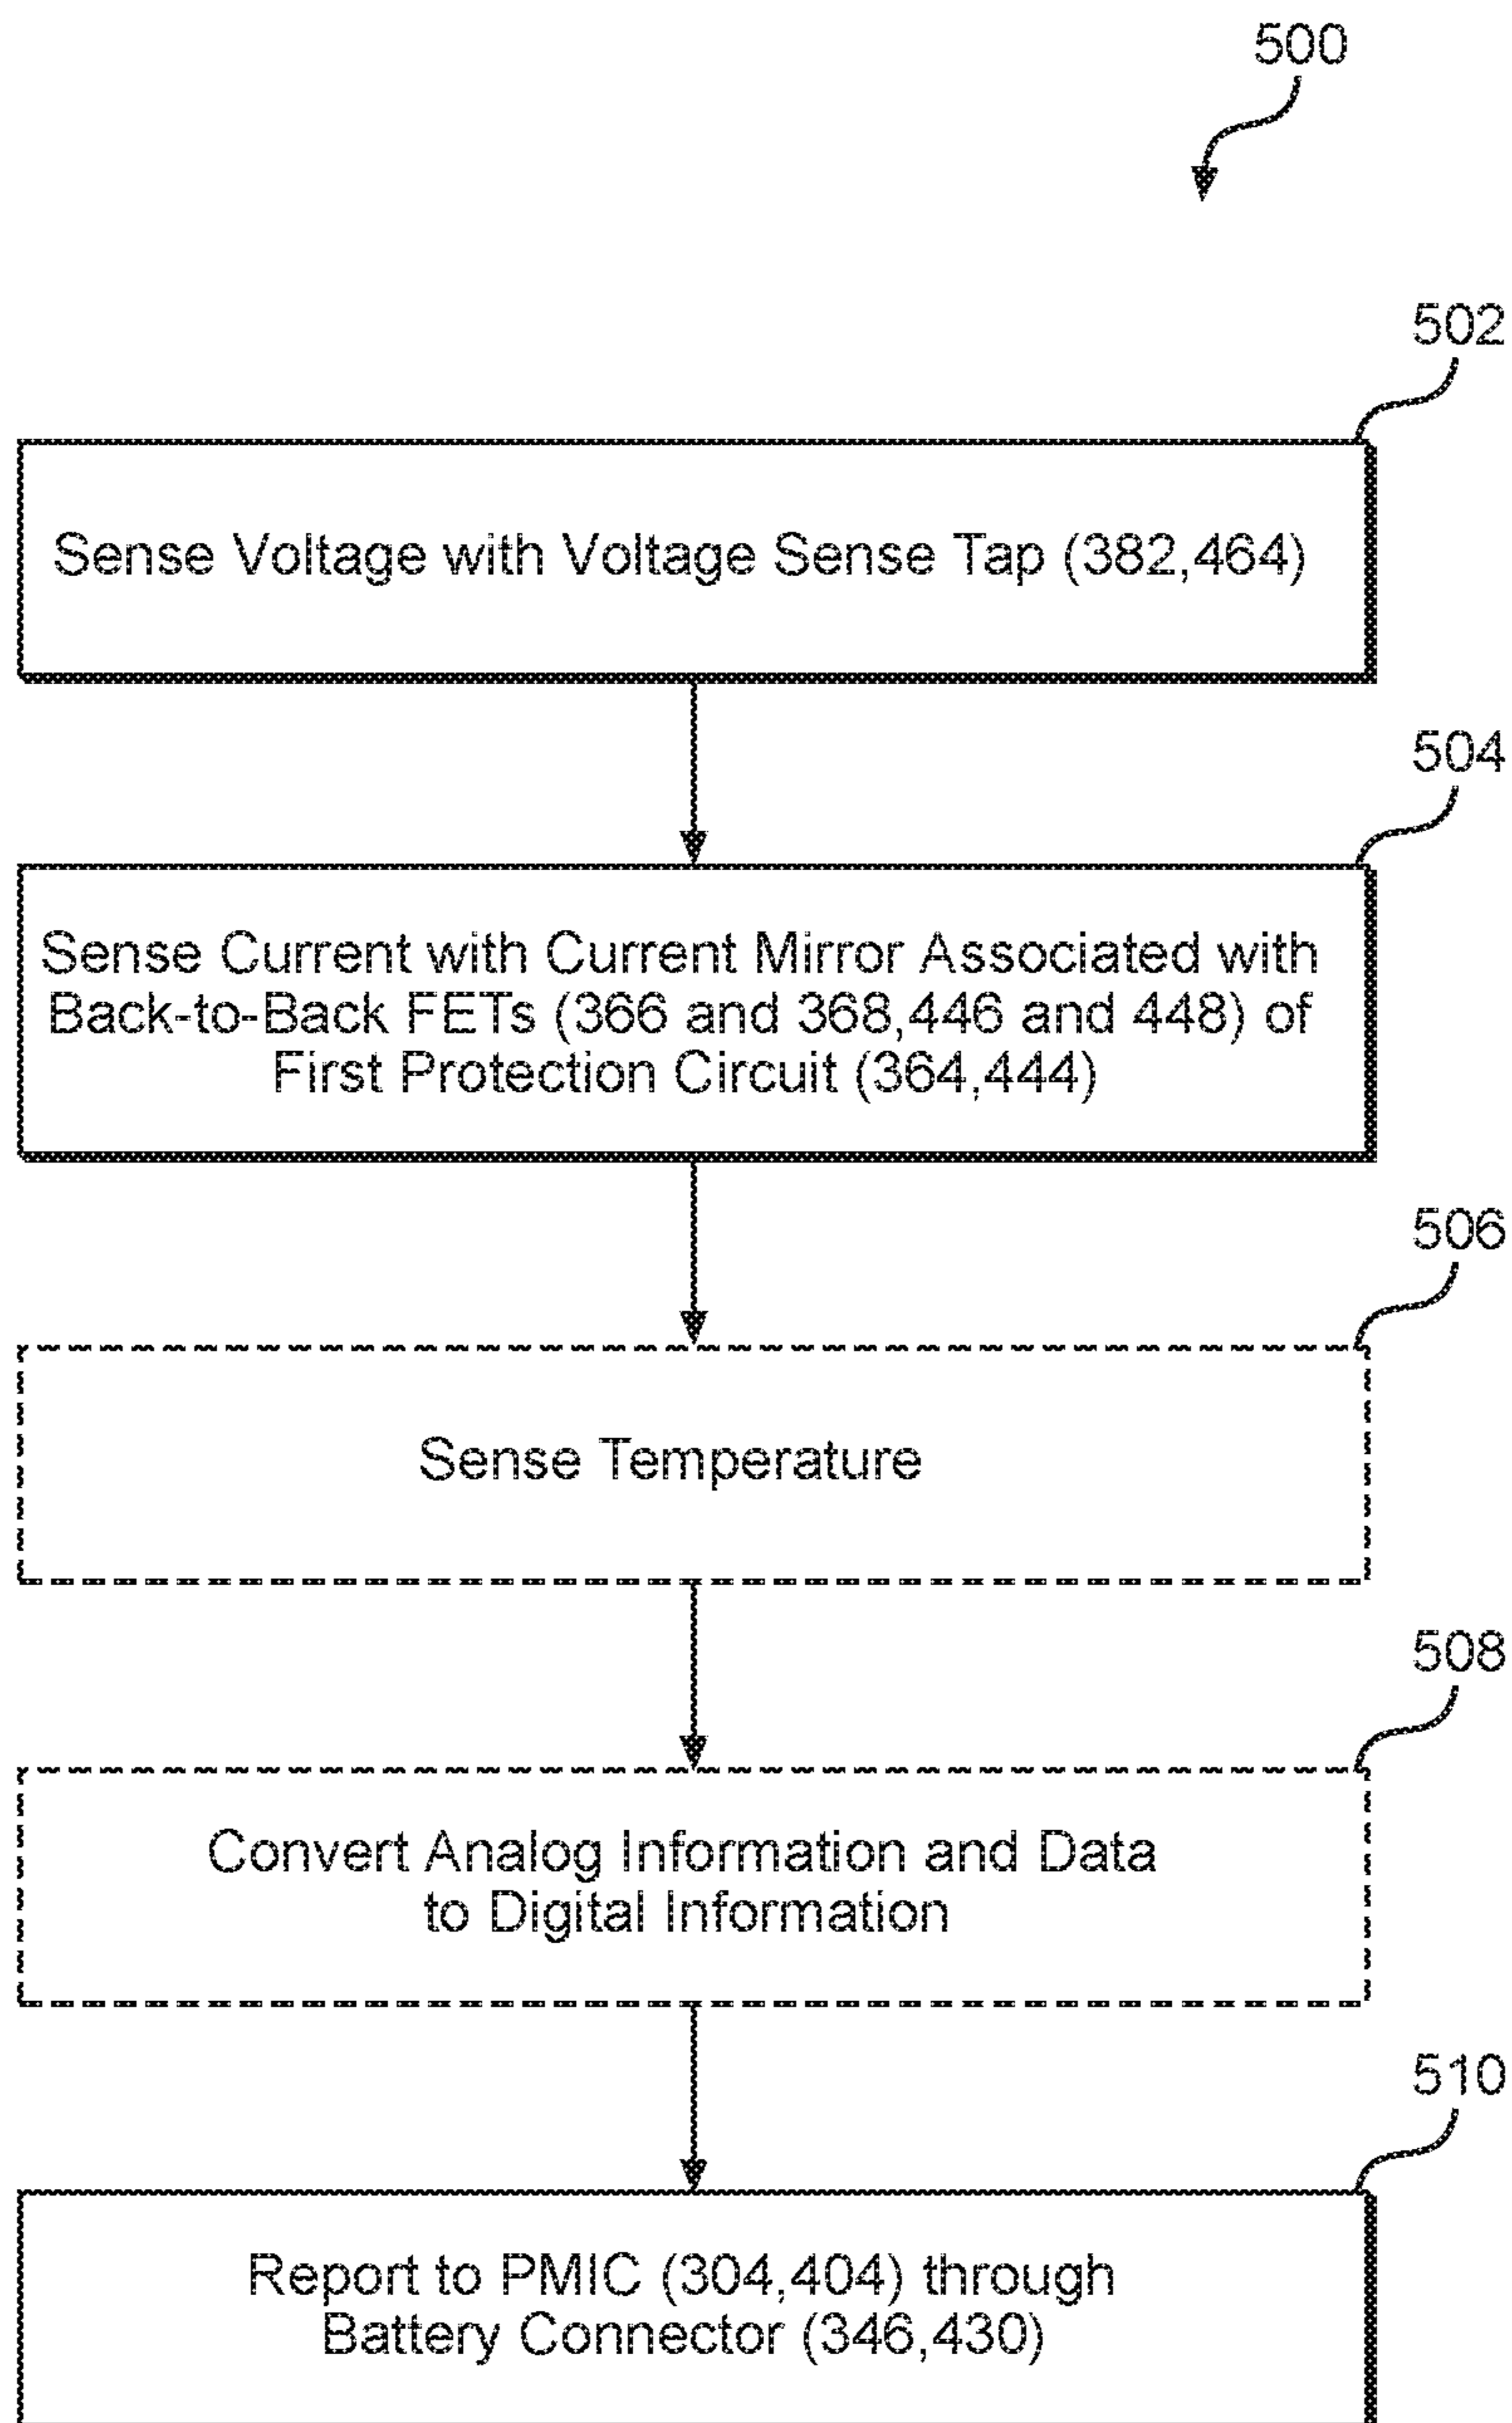 500
502
Sense Voltage with Voltage Sense Tap (382,464)
504
Sense Current with Current Mirror Associated with
Back-to-Back FETs (366 and 368,446 and 448) of
First Protection Circuit (364,444)
506
Sense Temperature
508
Convert Analog Information and Data
to Digital Information
510
Report to PMIC (304,404) through
Battery Connector (346,430)